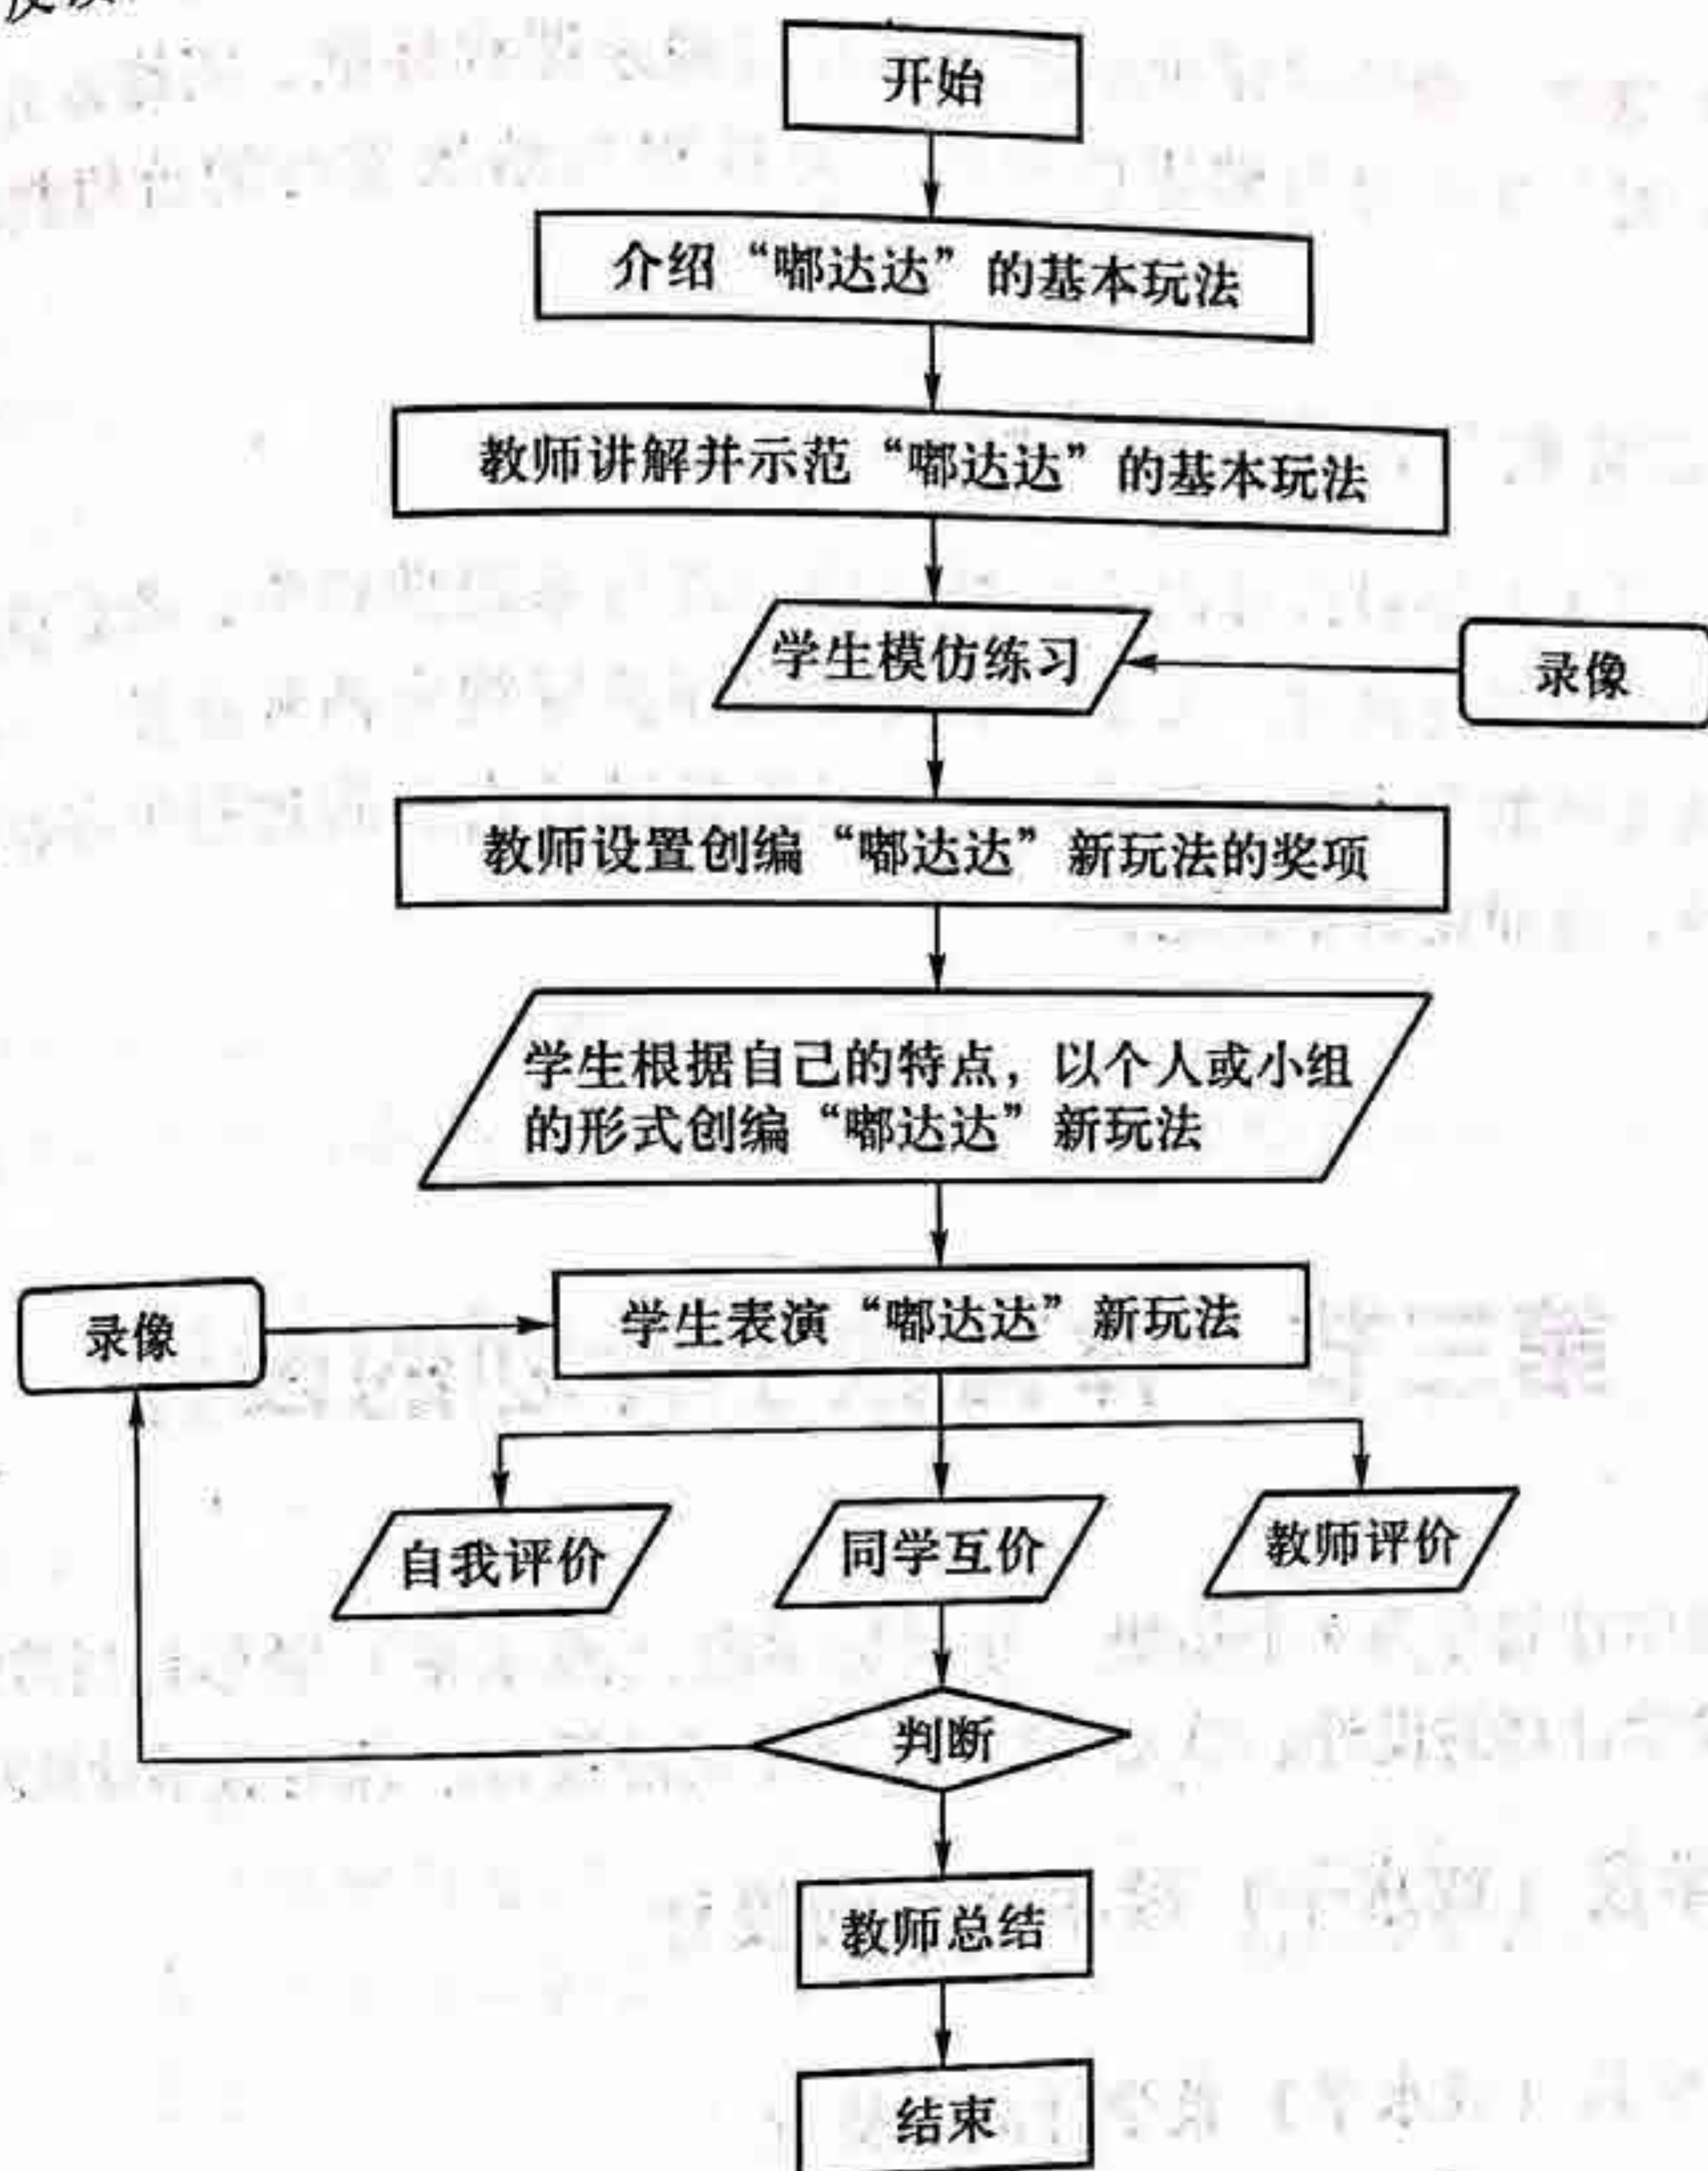 开始
介绍“嘟达达”的基本玩法
教师讲解并示范“嘟达达”的基本玩法
学生模仿练习
录像
教师设置创编“嘟达达”新玩法的奖项
学生根据自己的特点，以个人或小组
的形式创编“嘟达达”新玩法
录像
学生表演“嘟达达”新玩法
自我评价
同学互价
教师评价
判断
教师总结
结束